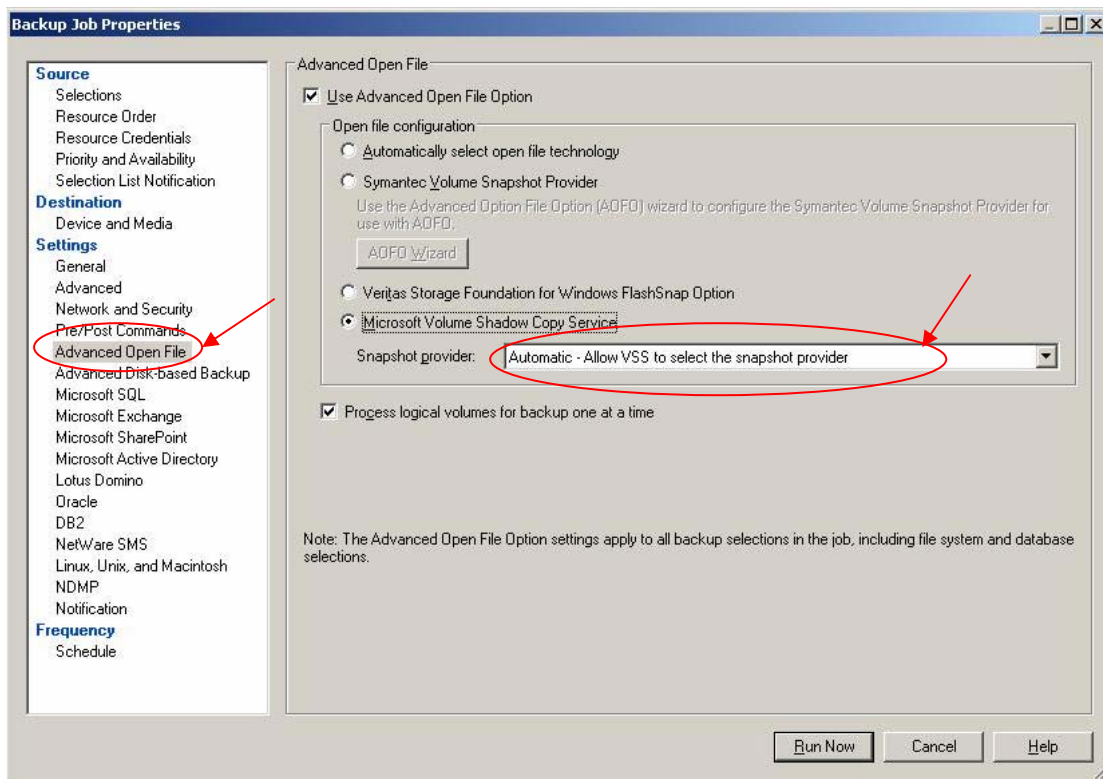 Backup Job Properties
Source
Selections
Resource Order
Resource Credentials
Priority and Availability
Selection List Notification
Destination
Device and Media
Settings
General
Advanced
Network and Security
Pre/Post Commands
Advanced Open File
Advanced Disk-based Backup
Microsoft SQL
Microsoft Exchange
Microsoft SharePoint
Microsoft Active Directory
Lotus Domino
Oracle
DB2
NetWare SMS
Linux, Unix, and Macintosh
NDMP
Notification
Frequency
Schedule
Advanced Open File
Use Advanced Open File Option
Open file configuration
Automatically select open file technology
Symantec Volume Snapshot Provider
Use the Advanced Option File Option (AOFO) wizard to configure the Symantec Volume Snapshot Provider for
use with AOFO.
AOFO Wizard
Veritas Storage Foundation for Windows FlashSnap Option
Microsoft Volume Shadow Copy Service
Snapshot provider: Automatic - Allow VSS to select the snapshot provider
Process logical volumes for backup one at a time
Note: The Advanced Open File Option settings apply to all backup selections in the job, including file system and database
selections.
Run Now Cancel Help